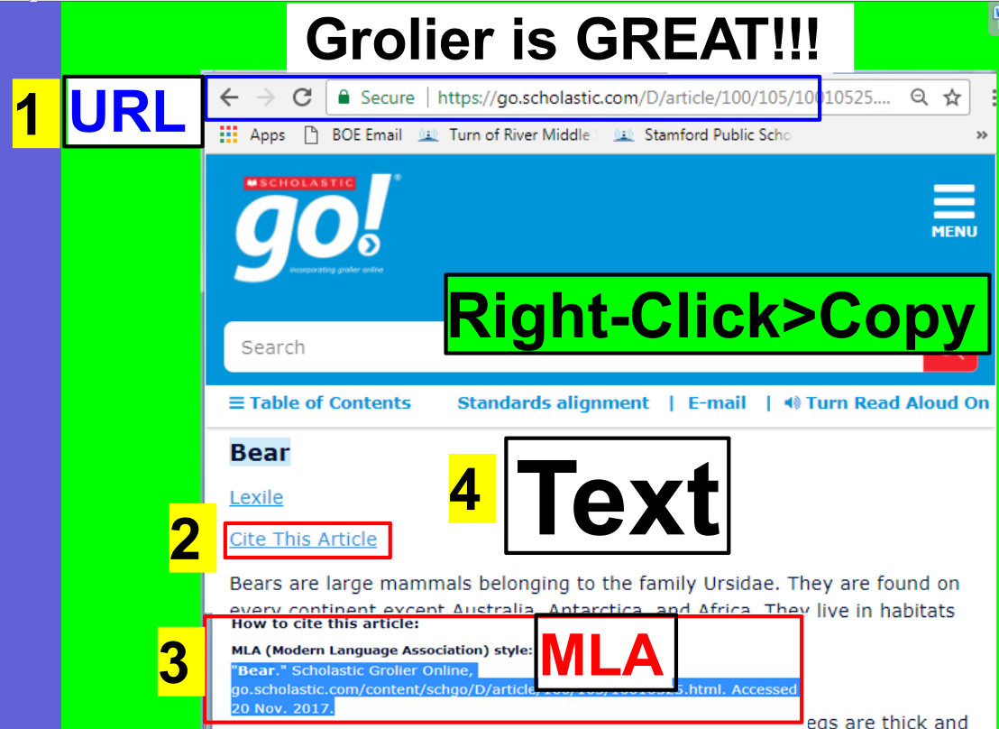 Grolier is GREAT!!!
1 URL
Secure | https://go.scholastic.com/D/article/100/105/10010525....
Apps BOE Email Turn of River Middle Stamford Public Scho »
SCHOLASTIC
go!
incorporating grolier online
MENU
Right-Click>Copy
Search
Table of Contents Standards alignment | E-mail | Turn Read Aloud On
Bear
4 Text
Lexile
2 Cite This Article
Bears are large mammals belonging to the family Ursidae. They are found on
every continent except Australia, Antarctica, and Africa. They live in habitats
How to cite this article:
3 MLA (Modern Language Association) style: MLA
"Bear." Scholastic Grolier Online,
go.scholastic.com/content/schgo/D/article/100/105/10010525.html. Accessed
20 Nov. 2017.
are thick and